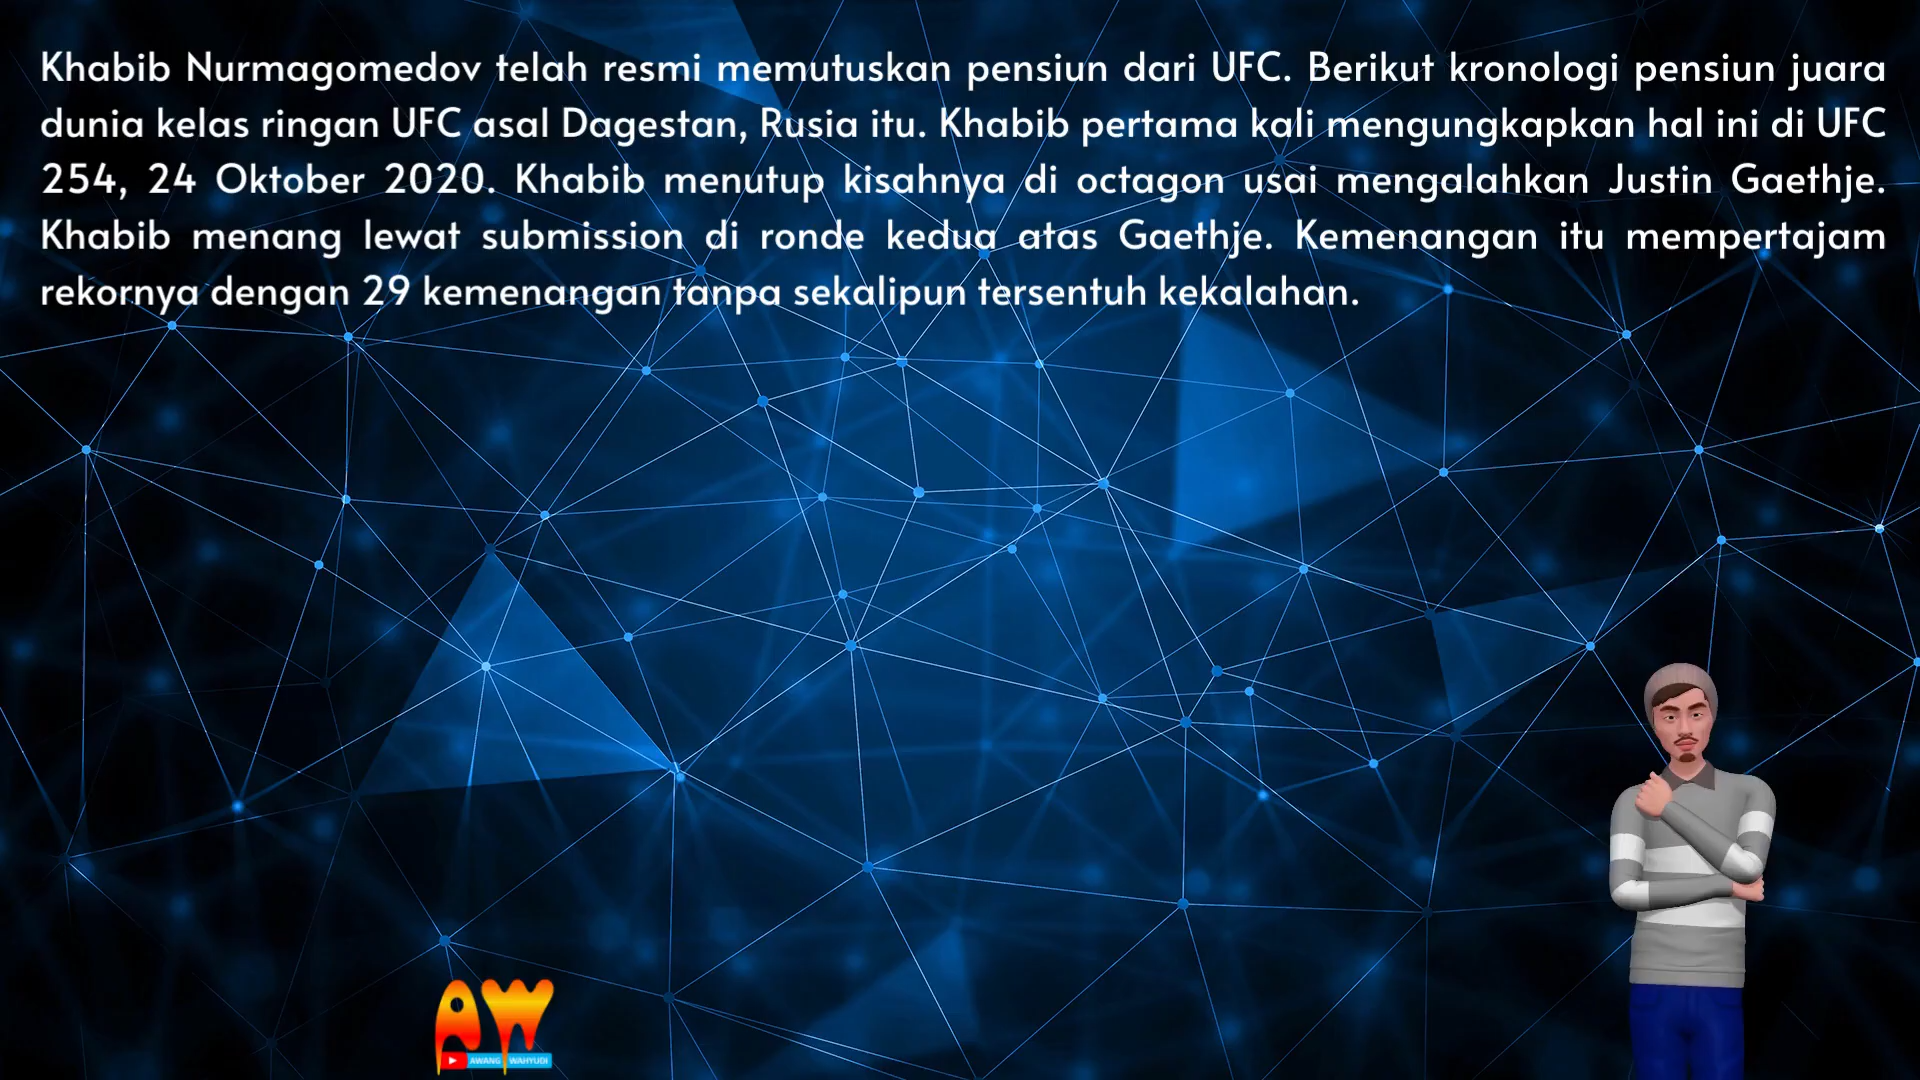 Khabib Nurmagomedov telah resmi memutuskan pensiun dari UFC. Berikut kronologi pensiun juara
dunia kelas ringan UFC asal Dagestan, Rusia itu. Khabib pertama kali mengungkapkan hal ini di UFC
254, 24 Oktober 2020. Khabib menutup kisahnya di octagon usai mengalahkan Justin Gaethje.
Khabib menang lewat submission di ronde kedua atas Gaethje. Kemenangan itu mempertajam
rekornya dengan 29 kemenangan tanpa sekalipun tersentuh kekalahan.
AW
AWANG WAHYUDI